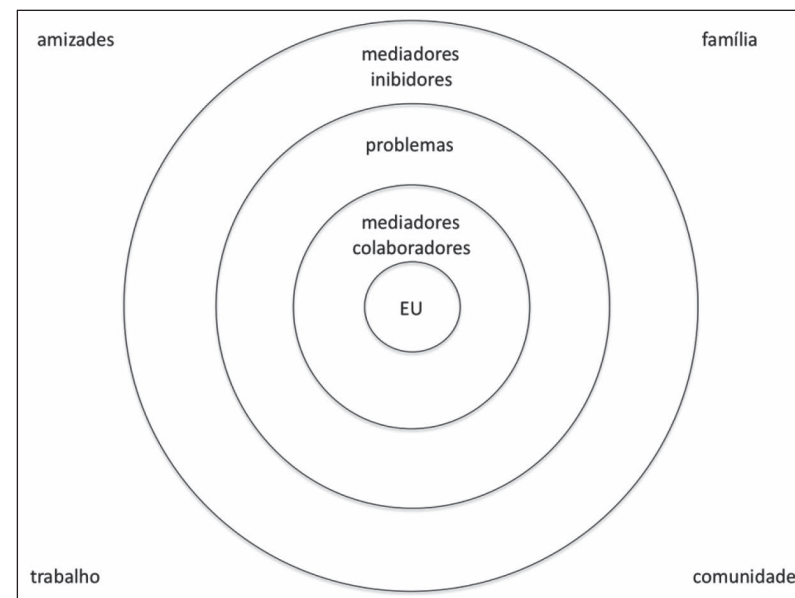 amizades
família
mediadores
inibidores
problemas
mediadores
colaboradores
EU
trabalho
comunidade